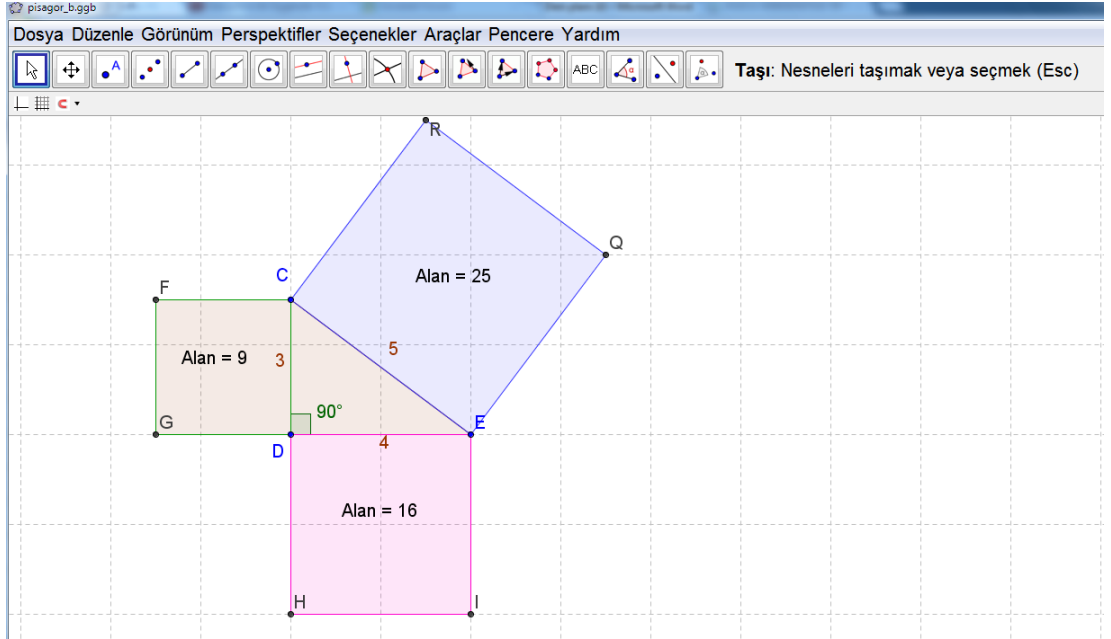 pisagor_b.ggb
Dosya Düzenle Görünüm Perspektifler Seçenekler Araçlar Pencere Yardım
A ABC α a Taşı: Nesneleri taşımak veya seçmek (Esc)
R
Q
C
Alan = 25
F
5
Alan = 9 3
90°
G E
D 4
Alan = 16
H I